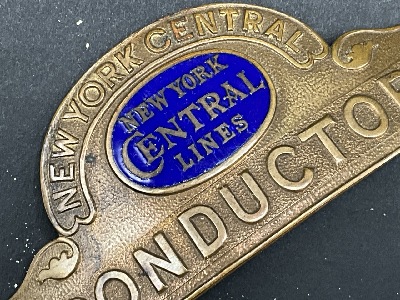 NEW YORK CENTRAL
NEW YORK
CENTRAL
LINES
CONDUCTOR